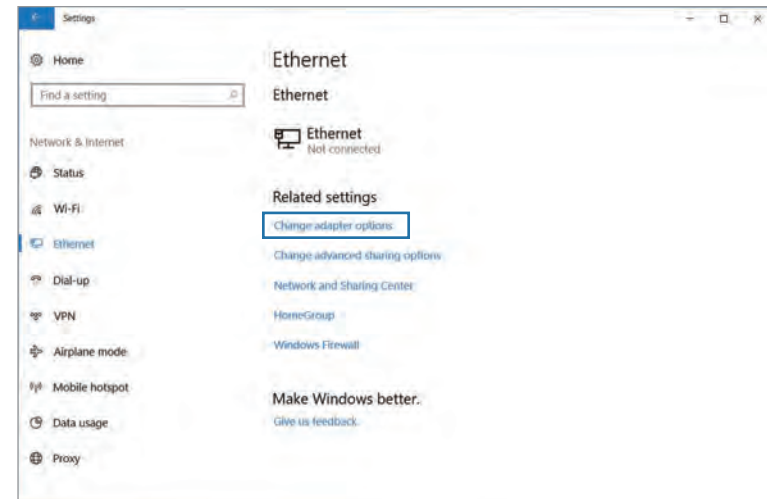 Settings
Home
Find a setting
Network & Internet
Status
Wi-Fi
Ethernet
Dial-up
VPN
Airplane mode
Mobile hotspot
Data usage
Proxy
Ethernet
Ethernet
Ethernet
Not connected
Related settings
Change adapter options
Change advanced sharing options
Network and Sharing Center
HomeGroup
Windows Firewall
Make Windows better.
Give us feedback